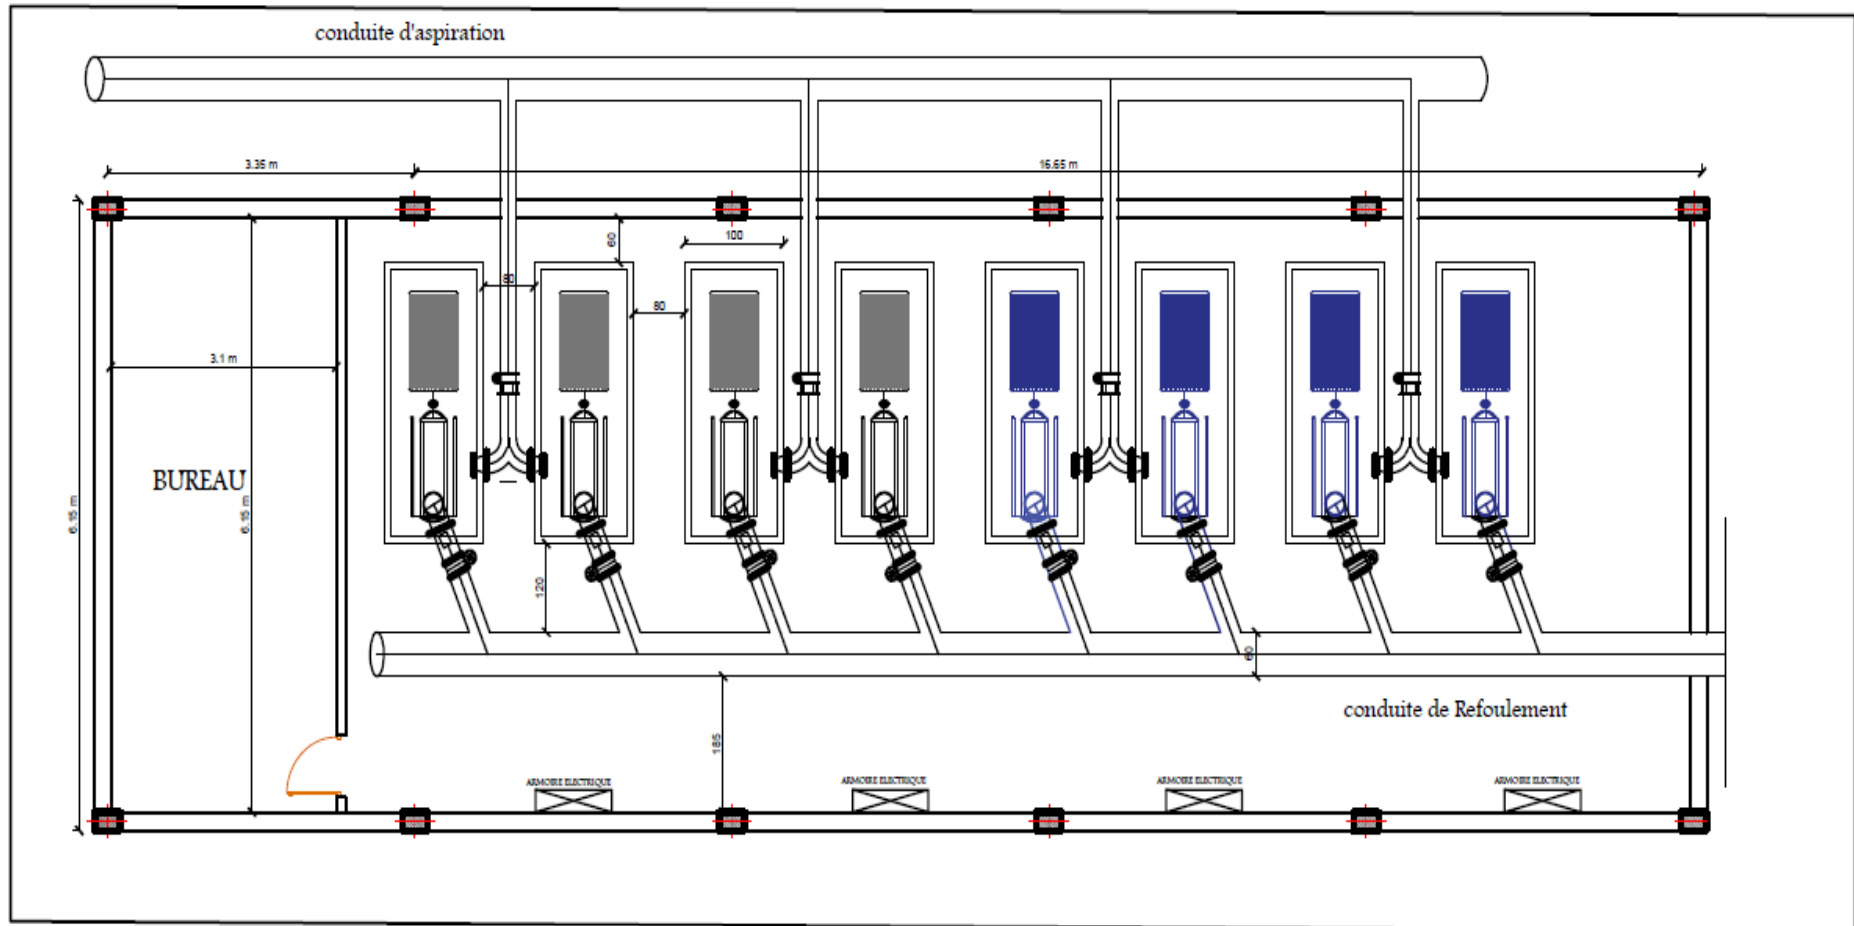 conduite d'aspiration
3.35 m
16.65 m
60
100
80
80
3.1 m
BUREAU
6.15 m
6.15 m
120
60
conduite de Refoulement
185
ARMOIRE ELECTRIQUE
ARMOIRE ELECTRIQUE
ARMOIRE ELECTRIQUE
ARMOIRE ELECTRIQUE